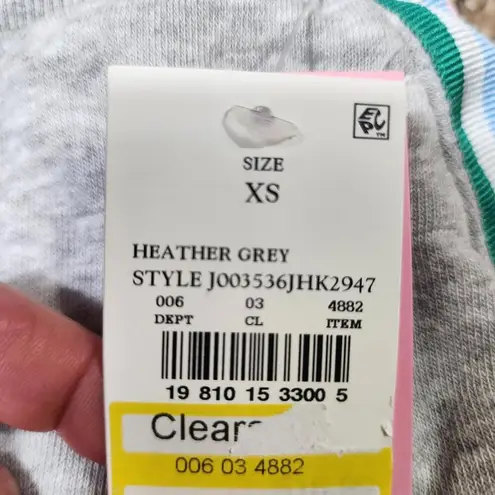 SIZE
XS
HEATHER GREY
STYLE J003536JHK2947
006 03 4882
DEPT CL ITEM
19 810 15 3300 5
006 03 4882